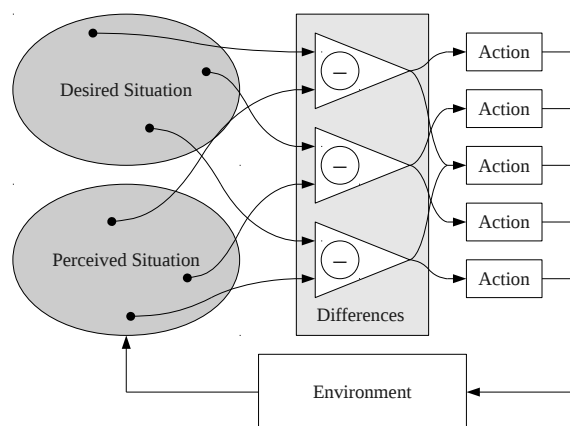 Desired Situation
Perceived Situation
−
−
−
Differences
Action
Action
Action
Action
Action
Environment